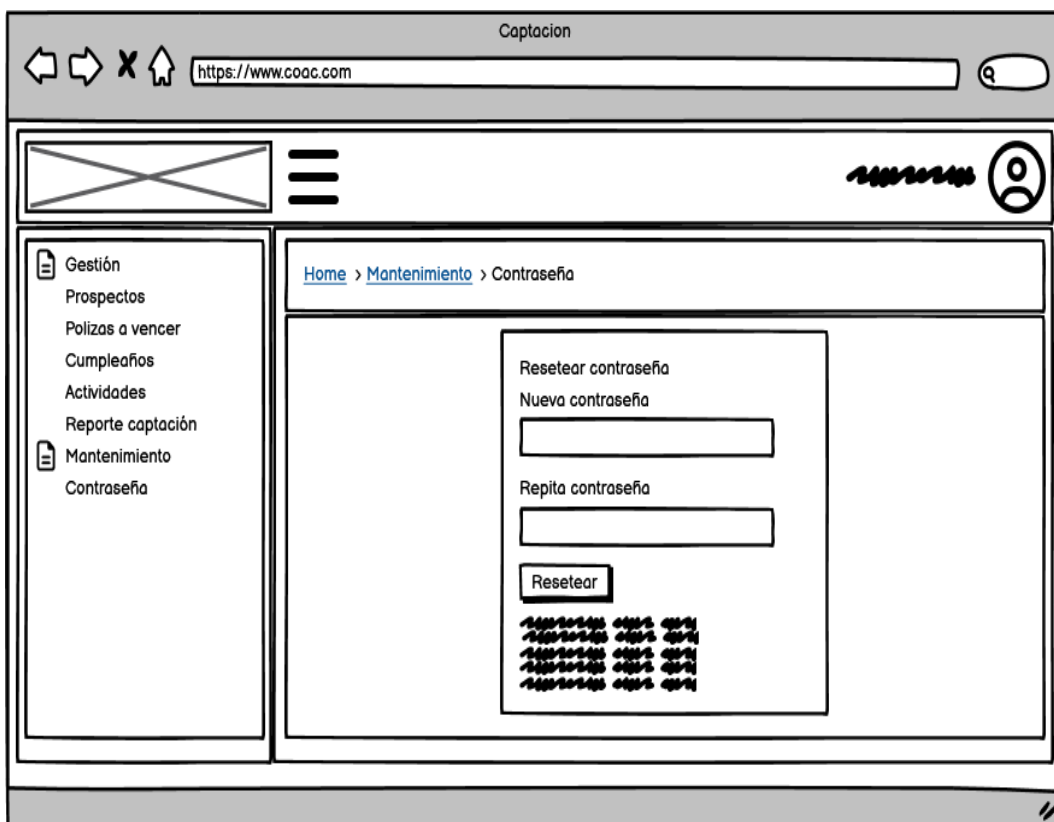 Captacion
https://www.coac.com
Gestión
Prospectos
Polizas a vencer
Cumpleaños
Actividades
Reporte captación
Mantenimiento
Contraseña
Home > Mantenimiento > Contraseña
Resetear contraseña
Nueva contraseña
Repita contraseña
Resetear